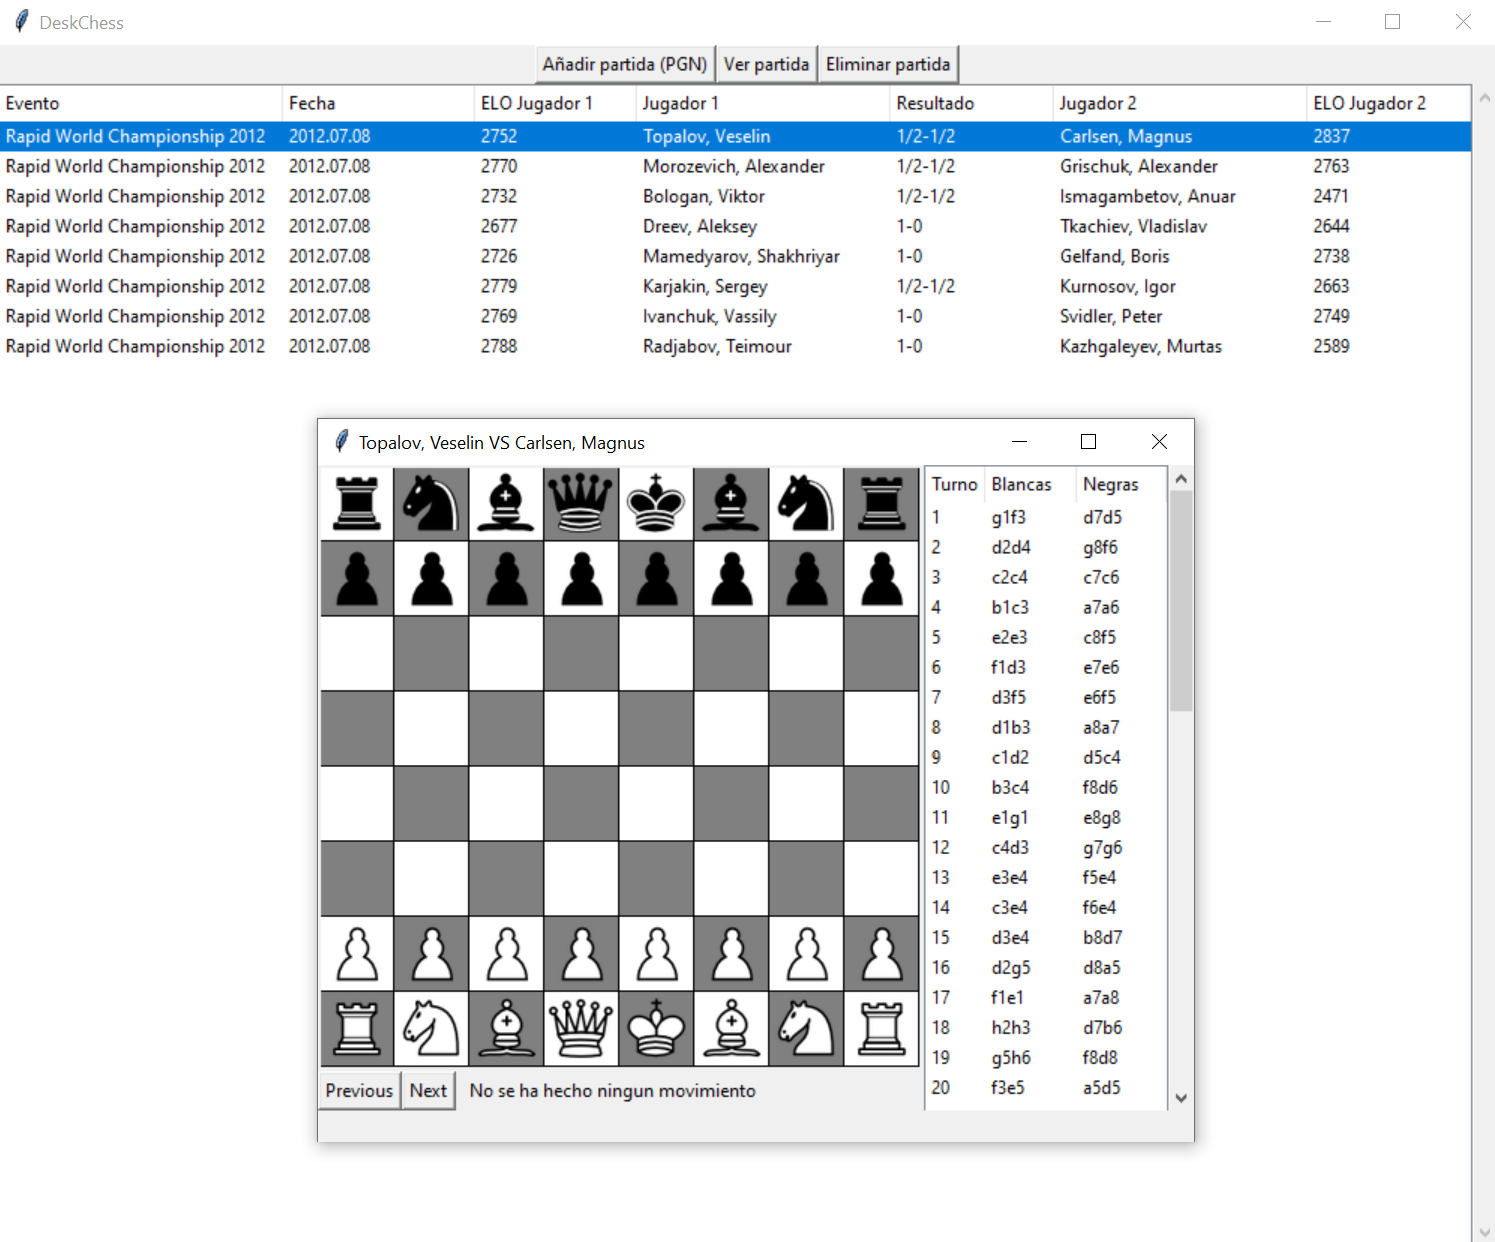 DeskChess
Añadir partida (PGN) Ver partida Eliminar partida
Evento Fecha ELO Jugador 1 Jugador 1 Resultado Jugador 2 ELO Jugador 2
Rapid World Championship 2012 2012.07.08 2752 Topalov, Veselin 1/2-1/2 Carlsen, Magnus 2837
Rapid World Championship 2012 2012.07.08 2770 Morozevich, Alexander 1/2-1/2 Grischuk, Alexander 2763
Rapid World Championship 2012 2012.07.08 2732 Bologan, Viktor 1/2-1/2 Ismagambetov, Anuar 2471
Rapid World Championship 2012 2012.07.08 2677 Dreev, Aleksey 1-0 Tkachiev, Vladislav 2644
Rapid World Championship 2012 2012.07.08 2726 Mamedyarov, Shakhriyar 1-0 Gelfand, Boris 2738
Rapid World Championship 2012 2012.07.08 2779 Karjakin, Sergey 1/2-1/2 Kurnosov, Igor 2663
Rapid World Championship 2012 2012.07.08 2769 Ivanchuk, Vassily 1-0 Svidler, Peter 2749
Rapid World Championship 2012 2012.07.08 2788 Radjabov, Teimour 1-0 Kazhgaleyev, Murtas 2589
Topalov, Veselin VS Carlsen, Magnus
Turno Blancas Negras
1 g1f3 d7d5
2 d2d4 g8f6
3 c2c4 c7c6
4 b1c3 a7a6
5 e2e3 c8f5
6 f1d3 e7e6
7 d3f5 e6f5
8 d1b3 a8a7
9 c1d2 d5c4
10 b3c4 f8d6
11 e1g1 e8g8
12 c4d3 g7g6
13 e3e4 f5e4
14 c3e4 f6e4
15 d3e4 b8d7
16 d2g5 d8a5
17 f1e1 a7a8
18 h2h3 d7b6
19 g5h6 f8d8
20 f3e5 a5d5
Previous Next No se ha hecho ningun movimiento